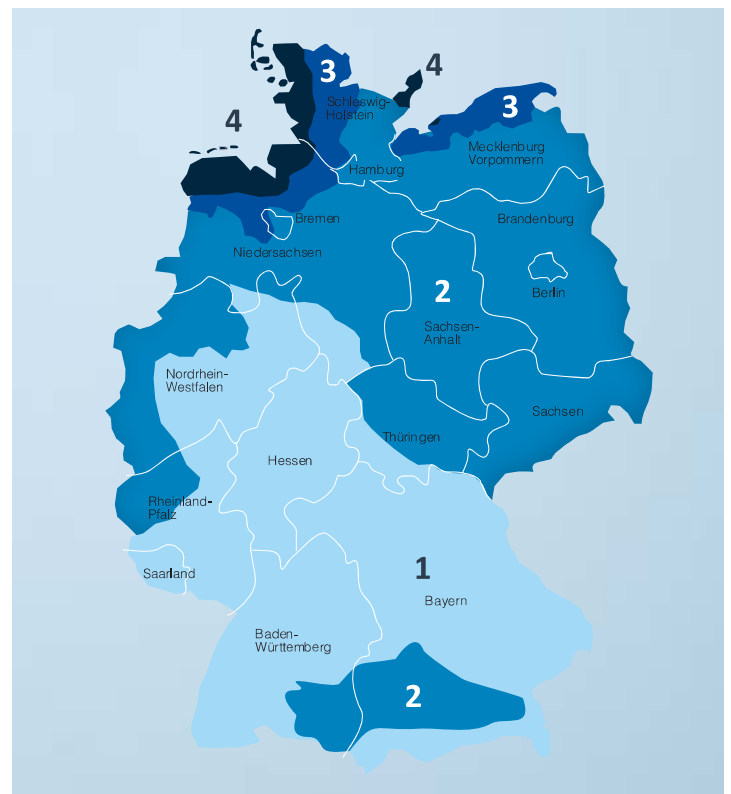 4
3
Schleswig-
Holstein
3
4
Mecklenburg
Vorpommern
Hamburg
Bremen
Brandenburg
Niedersachsen
2
Berlin
Sachsen-
Anhalt
Nordrhein-
Westfalen
Sachsen
Thüringen
Hessen
Rheinland-
Pfalz
Saarland
1
Bayern
Baden-
Württemberg
2